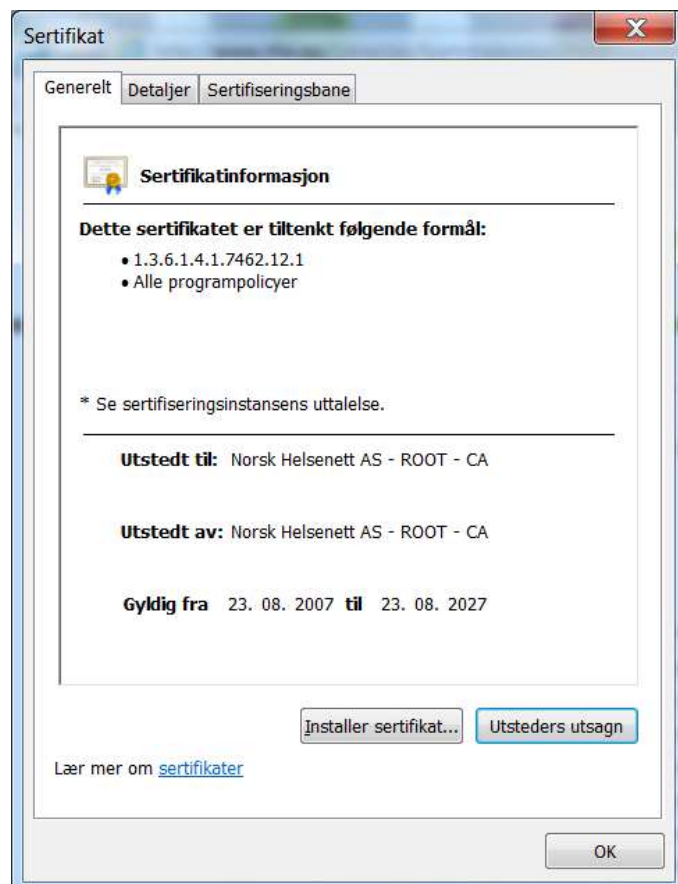 Sertifikat
Generelt Detaljer Sertifiseringsbane
Sertifikatinformasjon
Dette sertifikatet er tiltenkt følgende formål:
• 1.3.6.1.4.1.7462.12.1
• Alle programpolicyer
* Se sertifiseringsinstansens uttalelse.
Utstedt til: Norsk Helsenett AS - ROOT - CA
Utstedt av: Norsk Helsenett AS - ROOT - CA
Gyldig fra 23. 08. 2007 til 23. 08. 2027
Installer sertifikat... Utsteders utsagn
Lær mer om sertifikater
OK